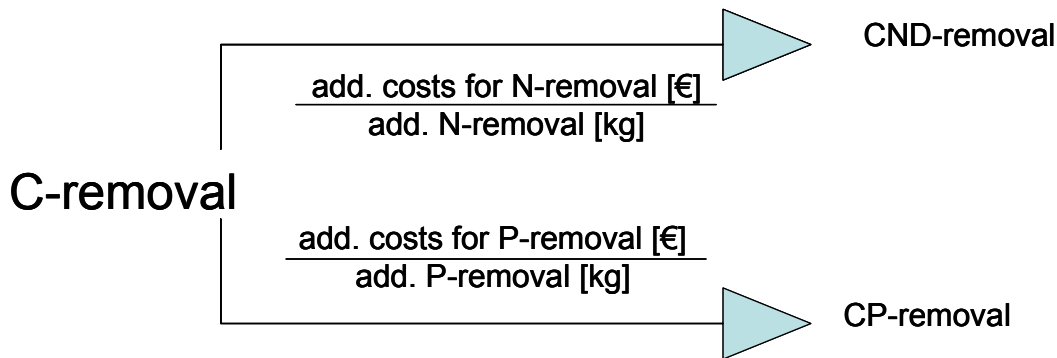 CND-removal
add. costs for N-removal [€]
add. N-removal [kg]
C-removal
add. costs for P-removal [€]
add. P-removal [kg]
CP-removal